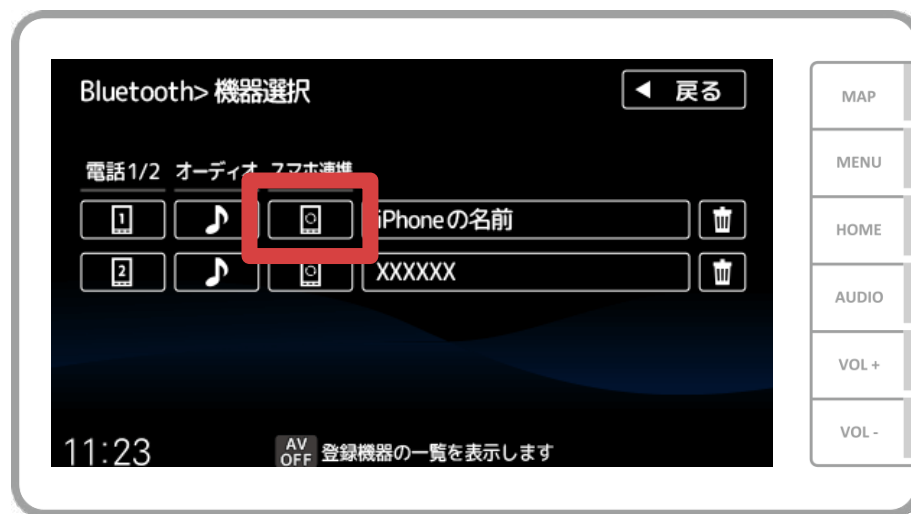 Bluetooth> 機器選択
◀ 戻る
電話1/2 オーディオ スマホ連携
1 iPhoneの名前
2 XXXXXX
11:23 AV OFF 登録機器の一覧を表示します
MAP
MENU
HOME
AUDIO
VOL +
VOL -